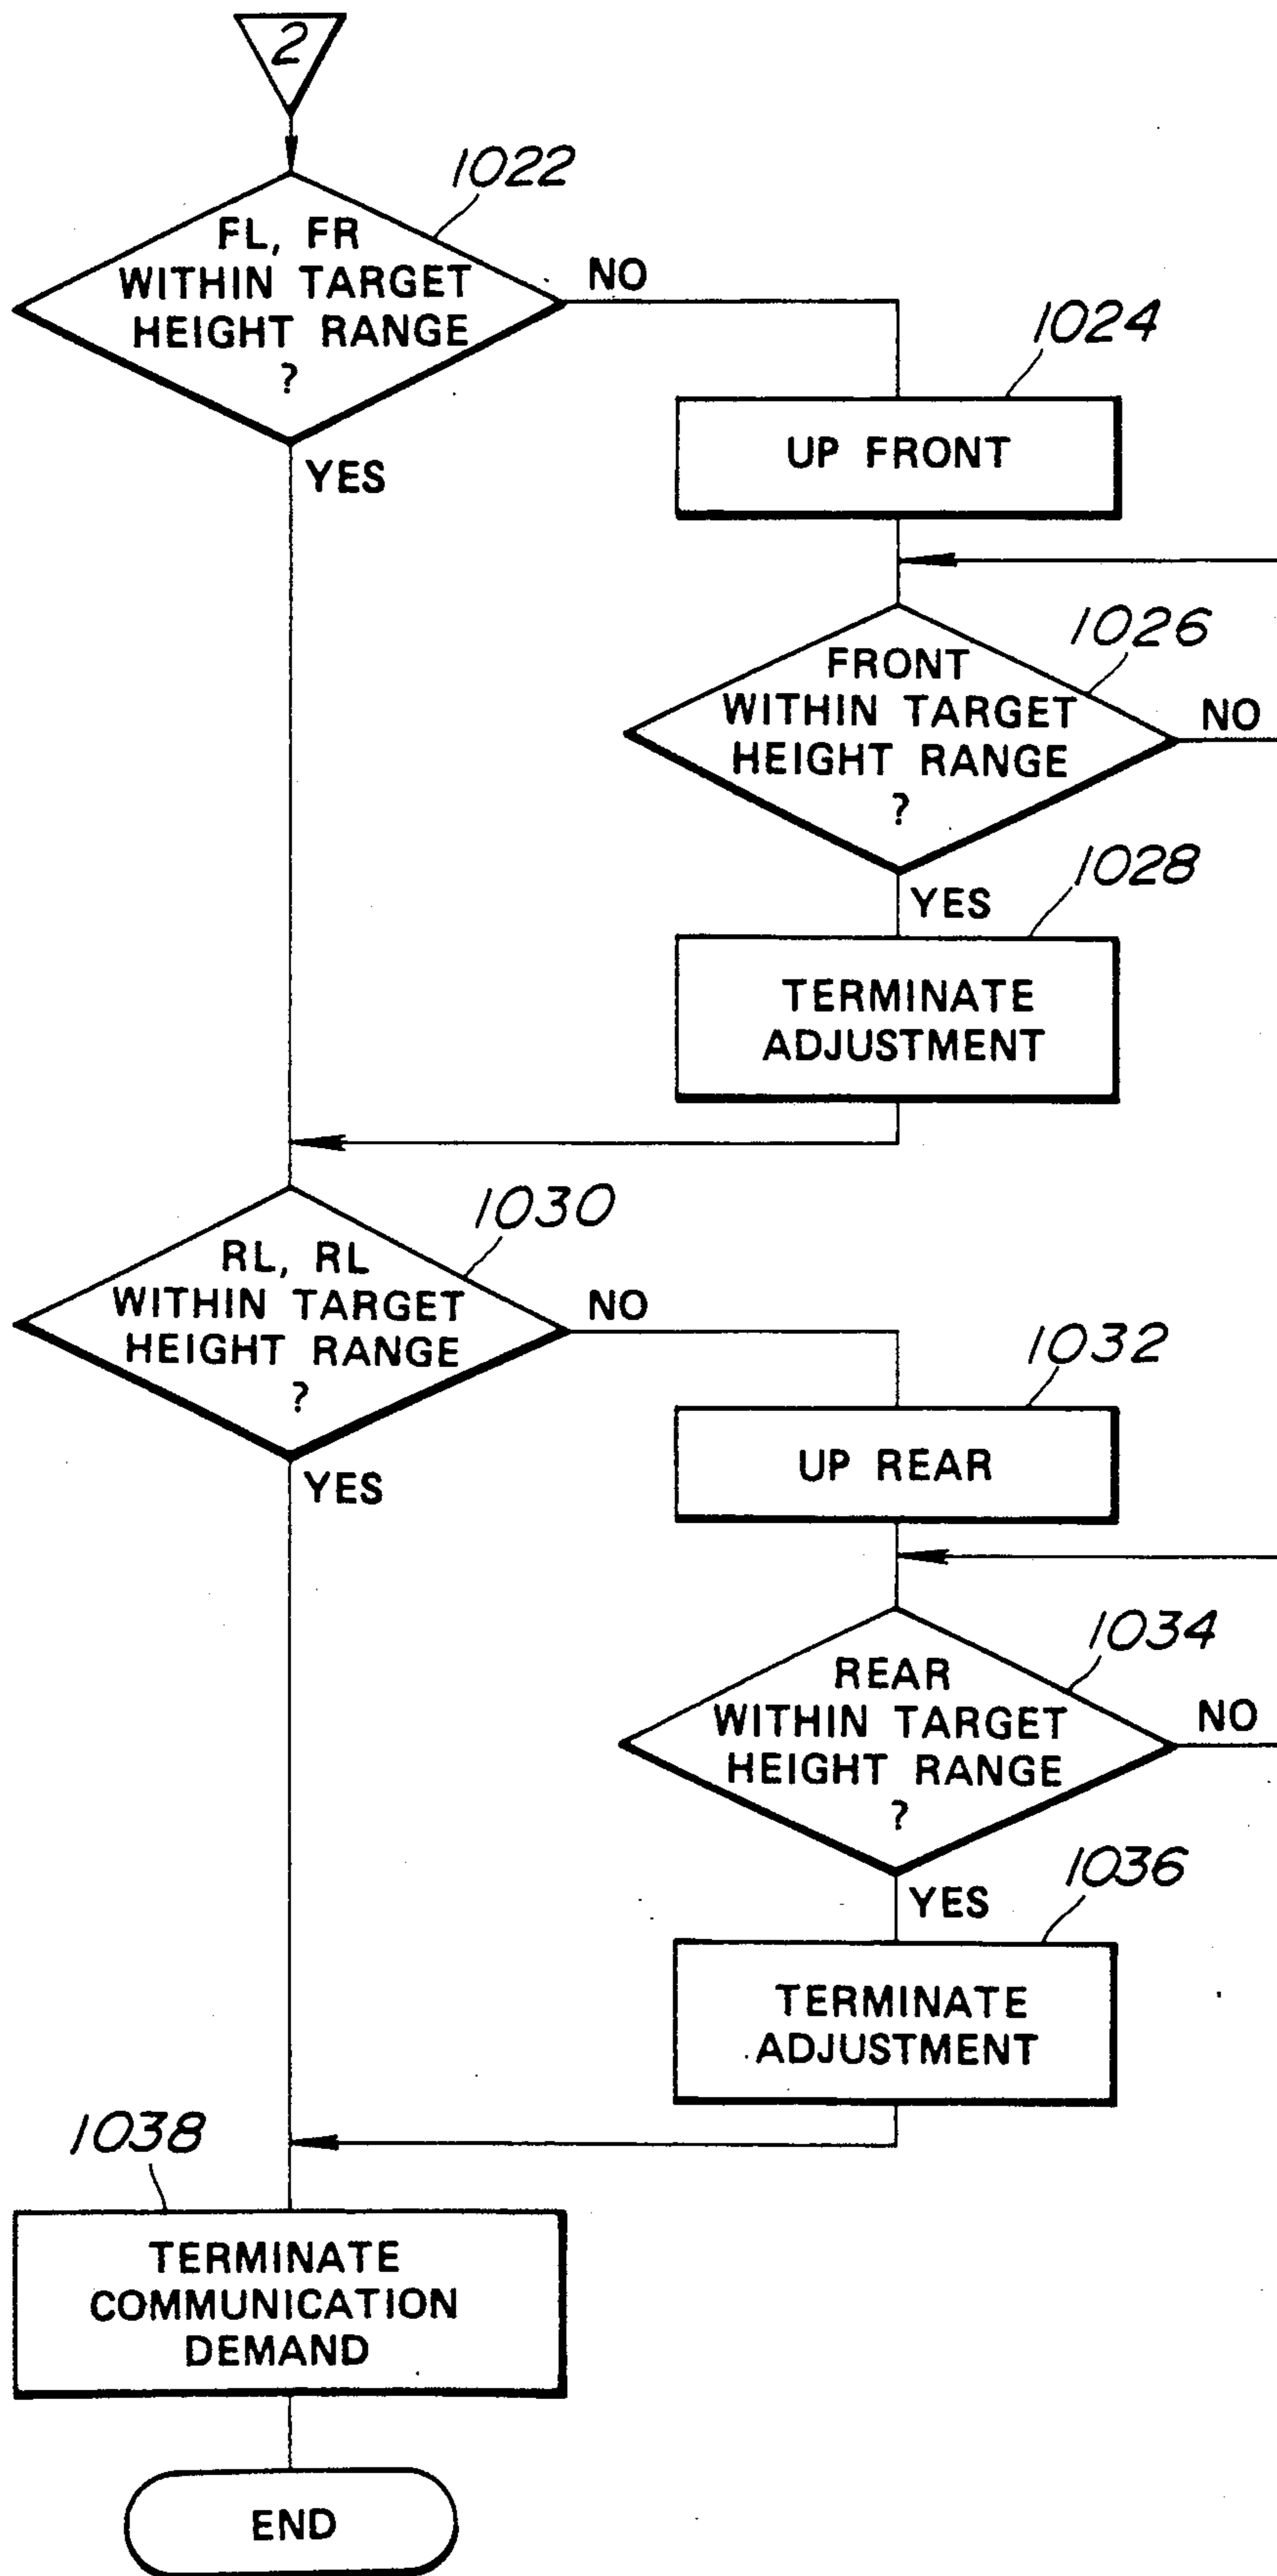 2
1022
FL, FR
WITHIN TARGET
HEIGHT RANGE
?
NO
YES
1024
UP FRONT
1026
FRONT
WITHIN TARGET
HEIGHT RANGE
?
NO
YES
1028
TERMINATE
ADJUSTMENT
1030
RL, RL
WITHIN TARGET
HEIGHT RANGE
?
NO
YES
1032
UP REAR
1034
REAR
WITHIN TARGET
HEIGHT RANGE
?
NO
YES
1036
TERMINATE
ADJUSTMENT
1038
TERMINATE
COMMUNICATION
DEMAND
END